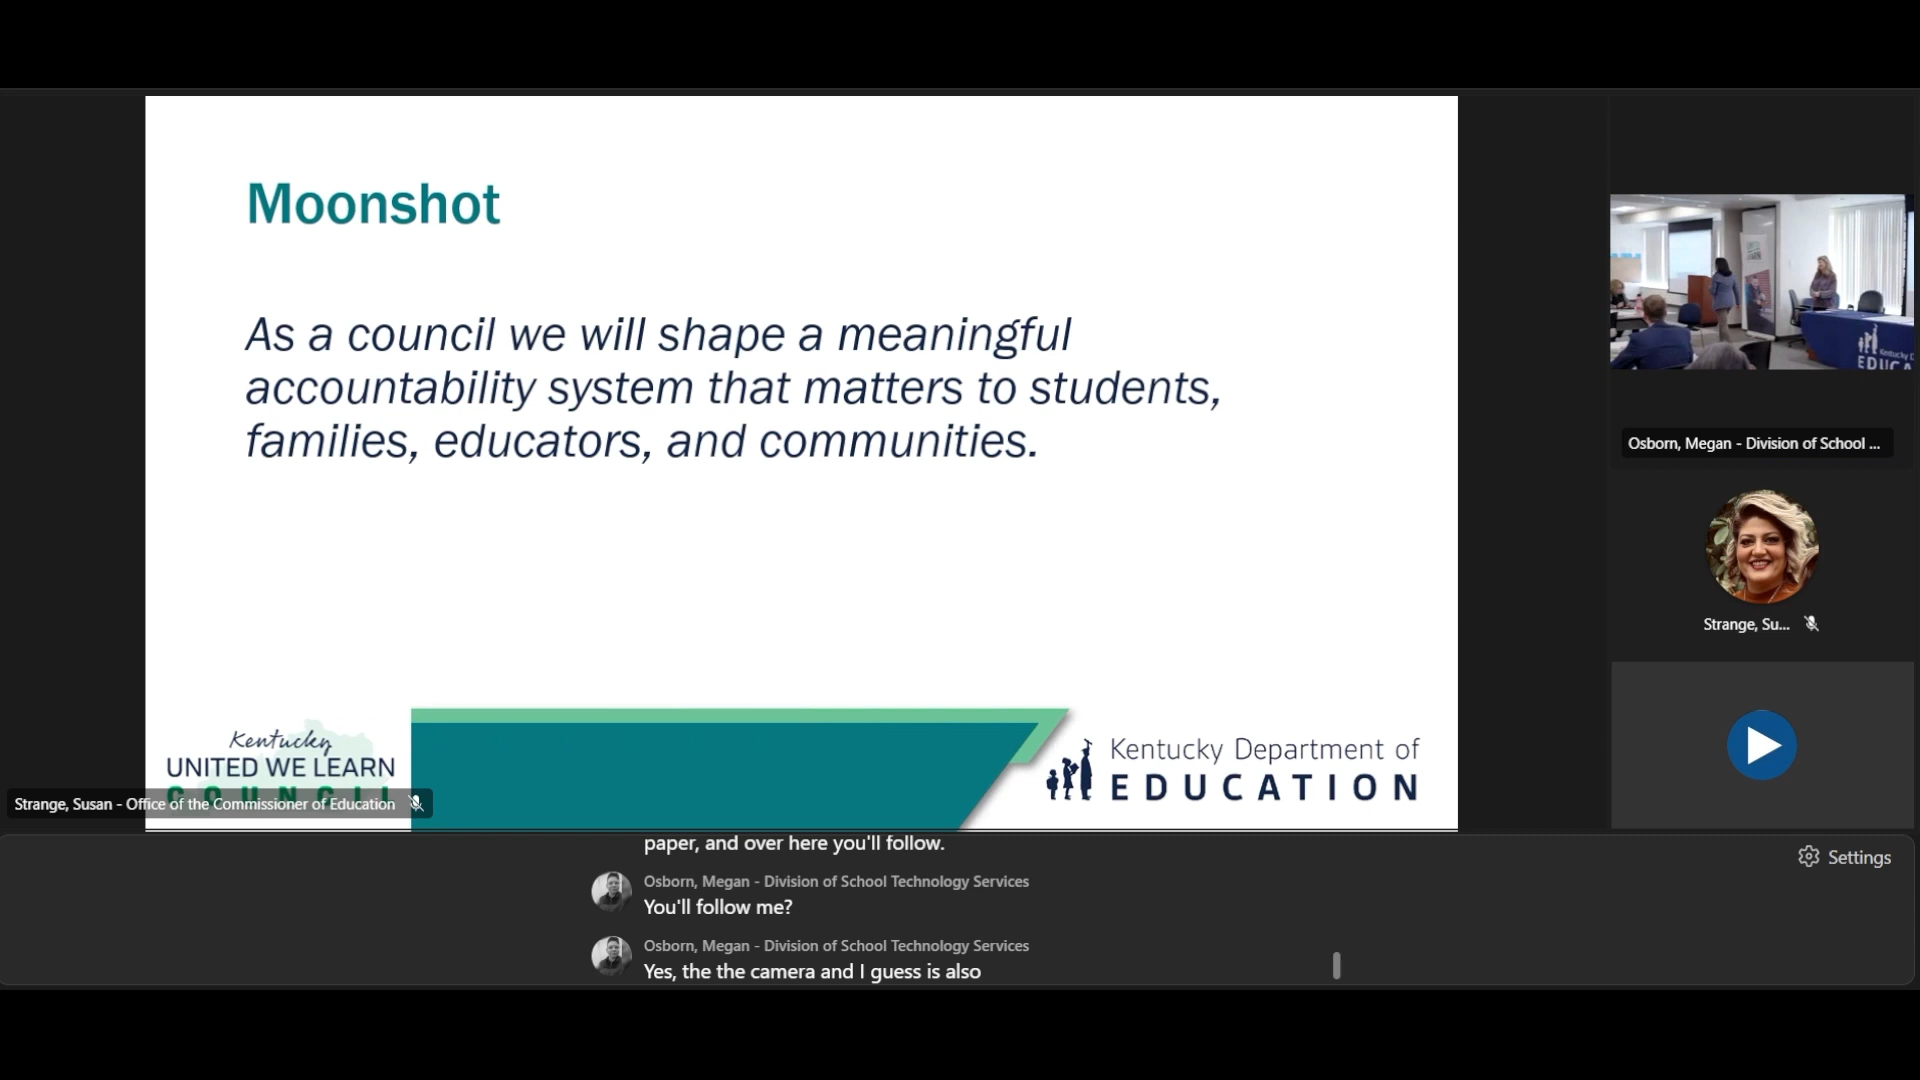 Moonshot
As a council we will shape a meaningful
accountability system that matters to students,
families, educators, and communities.
Kentucky
UNITED WE LEARN
COUNCIL
Kentucky Department of
EDUCATION
Strange, Susan - Office of the Commissioner of Education
EDUCA
Osborn, Megan - Division of School ...
Strange, Su...
paper, and over here you'll follow.
Osborn, Megan - Division of School Technology Services
You'll follow me?
Osborn, Megan - Division of School Technology Services
Yes, the the camera and I guess is also
Settings